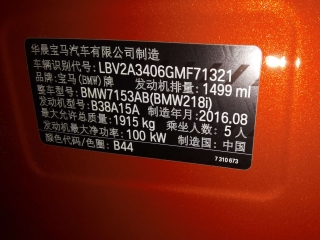 华晨宝马汽车有限公司制造
车辆识别代号:LBV2A3406GMF71321
品牌:宝马(BMW)牌 发动机排量:1499 ml
整车型号:BMW7153AB(BMW218i)
发动机型号:B38A15A
最大允许总质量:1915 kg 制造年月:2016.08
发动机最大净功率:100 kW 乘坐人数:5 人
颜色代码/色圈:B44 制造国:中国
7 310 673